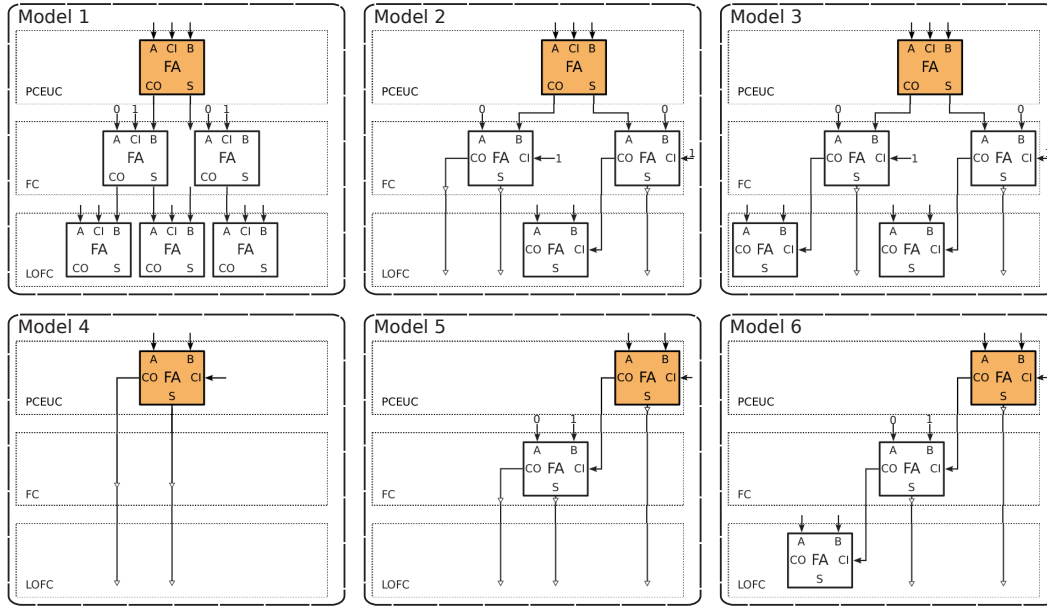 Model 1
A CI B
FA
CO S
PCEUC
0 1 0 1
A CI B A CI B
FA FA
CO S CO S
FC
A CI B A CI B A CI B
FA FA FA
CO S CO S CO S
LOFC
Model 2
A CI B
FA
CO S
PCEUC
0 0
A B A B
CO FA CI 1 CO FA CI 1
S S
FC
A B
CO FA CI
S
LOFC
Model 3
A CI B
FA
CO S
PCEUC
0 0
A B A B
CO FA CI 1 CO FA CI
S S
FC
A B A B
CO FA CI CO FA CI
S S
LOFC
Model 4
A B
CO FA CI
S
PCEUC
FC
LOFC
Model 5
A B
CO FA CI
S
PCEUC
0 1
A B
CO FA CI
S
FC
LOFC
Model 6
A B
CO FA CI
S
PCEUC
0 1
A B
CO FA CI
S
FC
A B
CO FA CI
S
LOFC